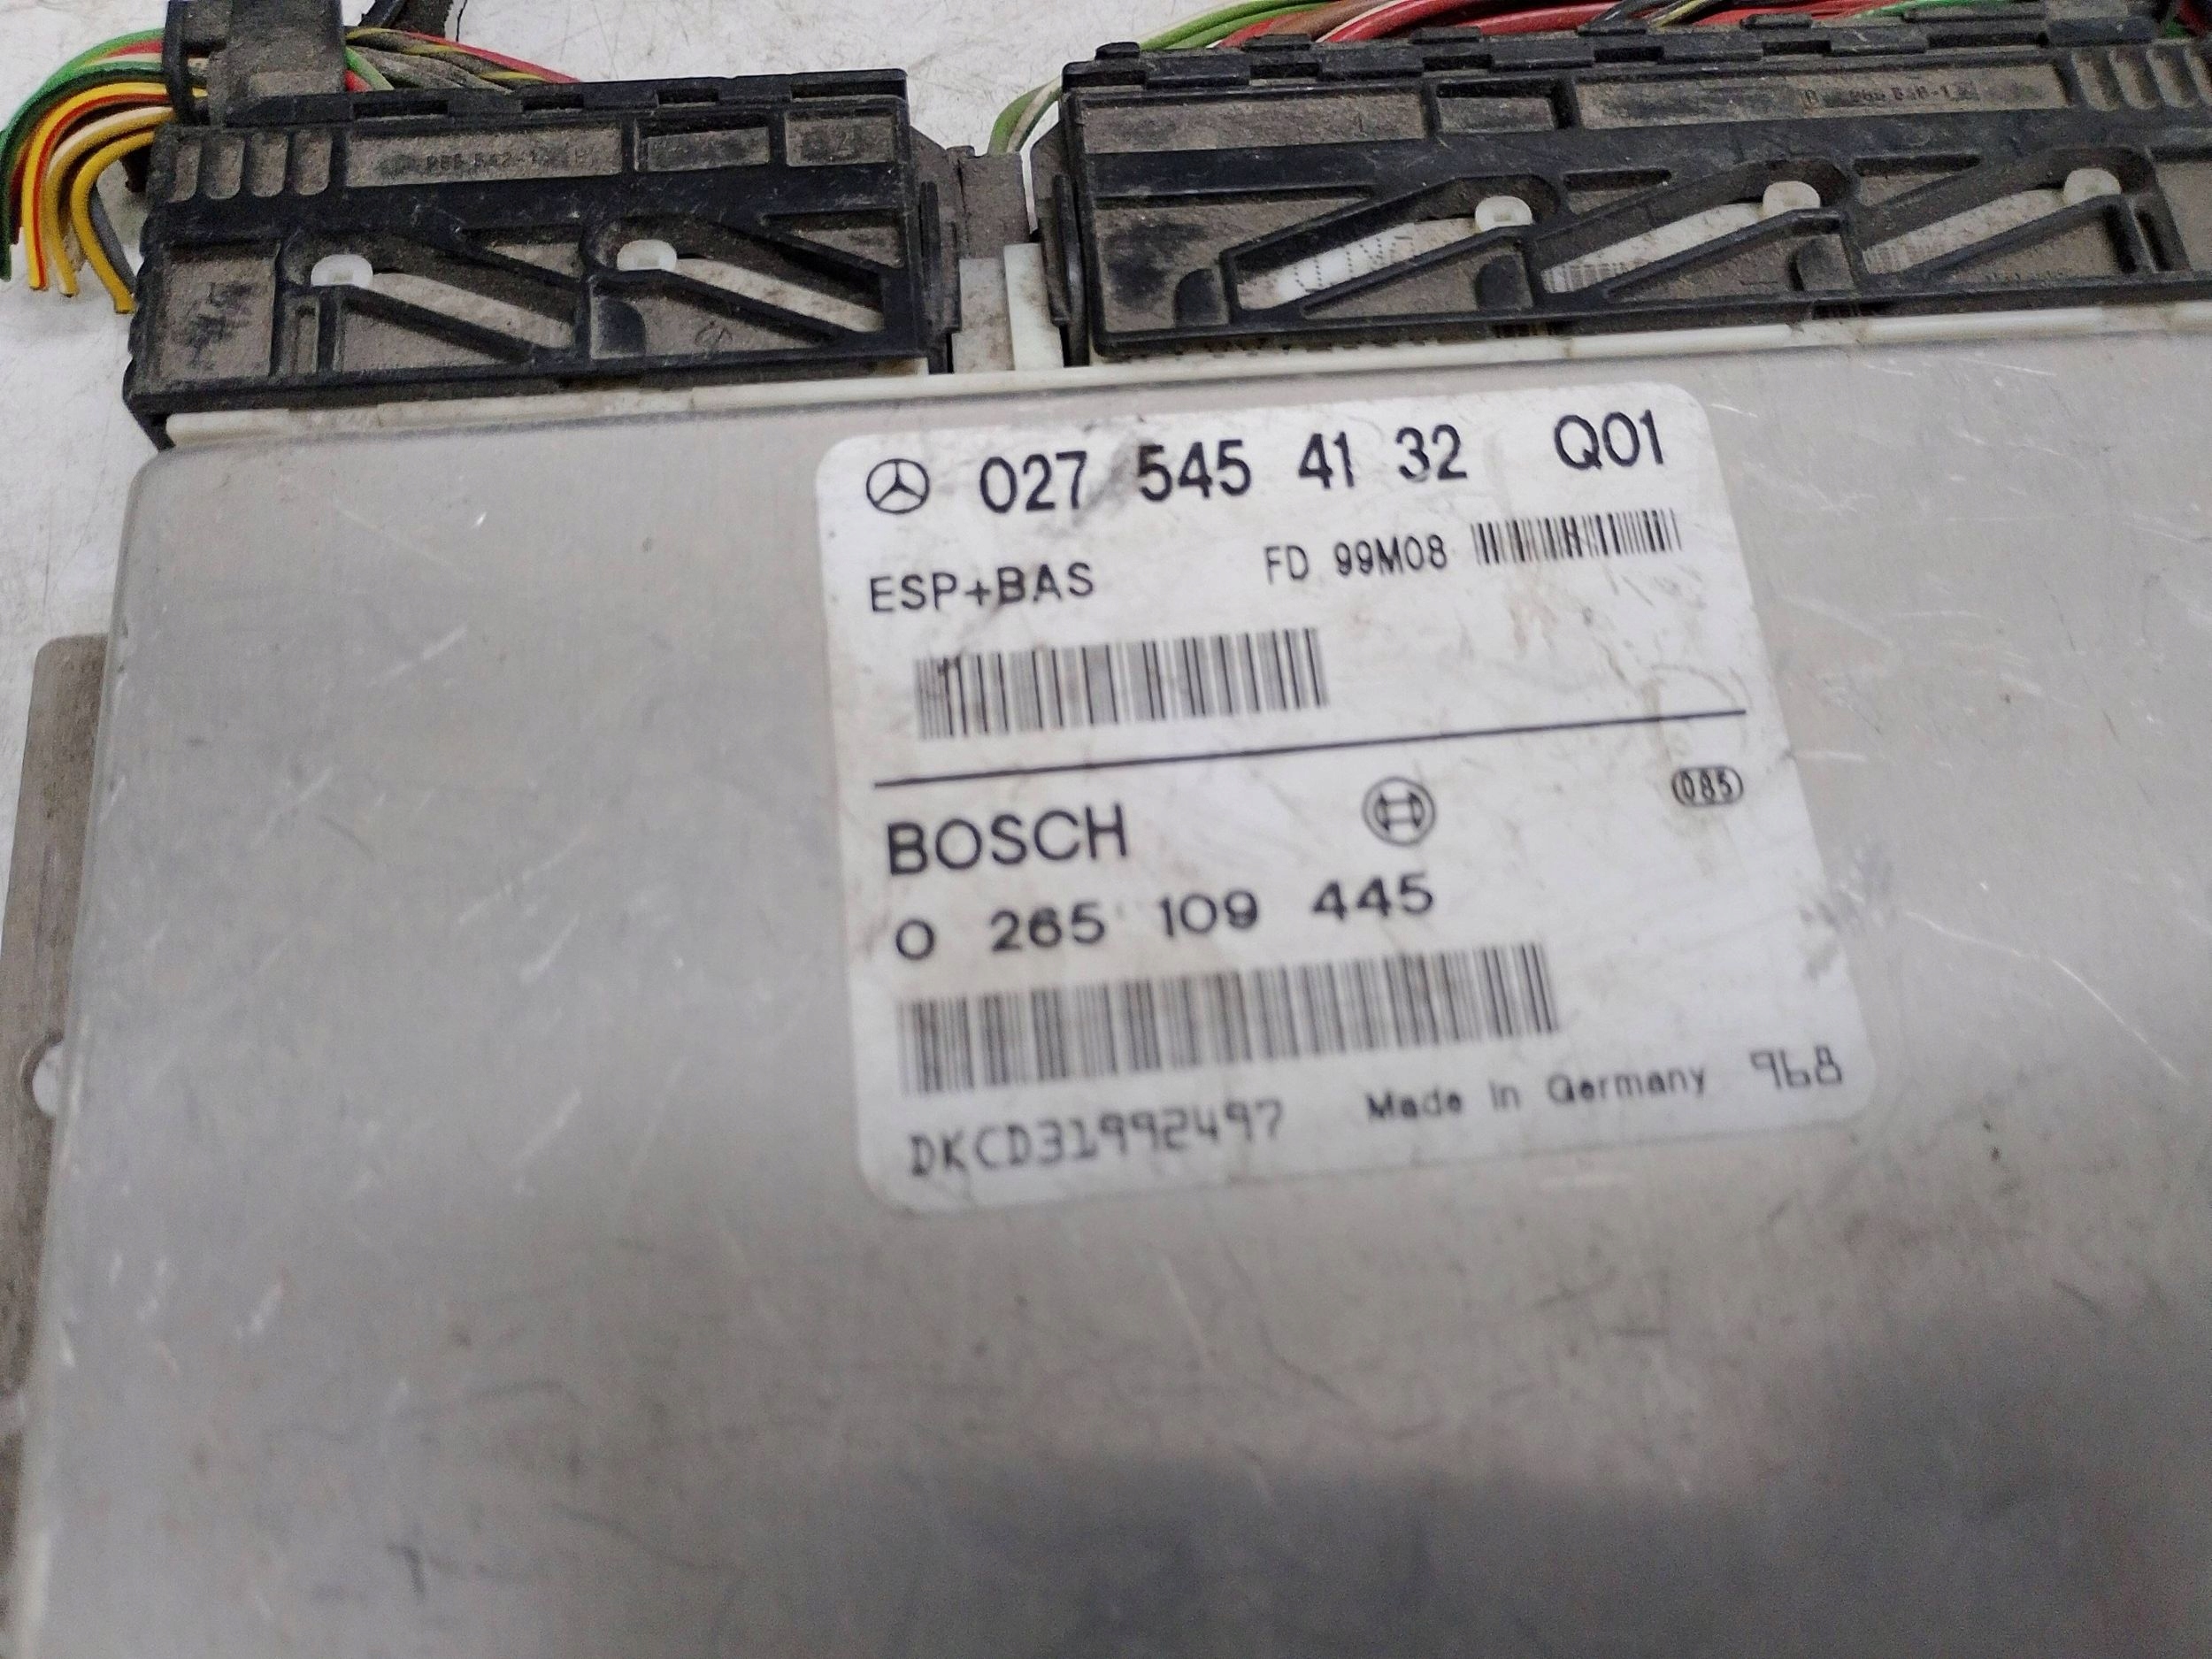 027 545 41 32 Q01
ESP+BAS FD 99M08
BOSCH
085
0 265 109 445
Made in Germany 968
DKCD31992497